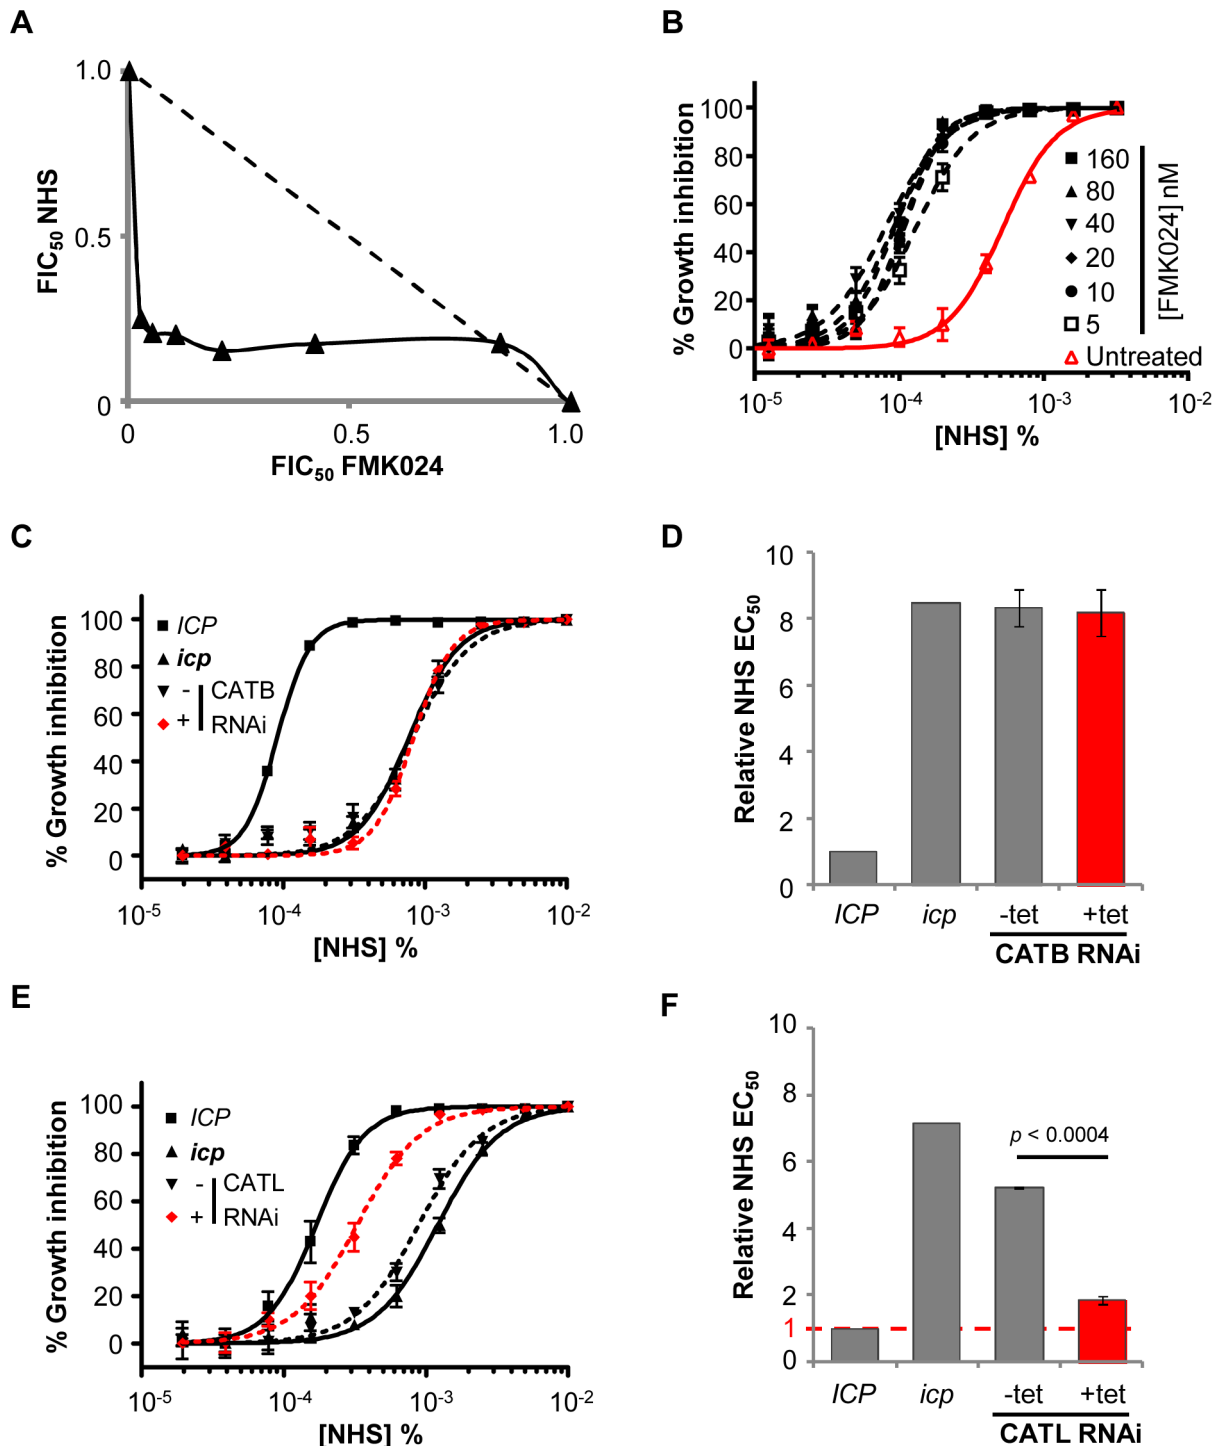 A
1.0
0.5
0
0
0.5
1.0
FIC50 NHS
FIC50 FMK024
B
100
80
60
40
20
0
% Growth inhibition
160
80
40
20
10
5
Untreated
[FMK024] nM
10-5
10-4
10-3
10-2
[NHS] %
C
100
80
60
40
20
0
% Growth inhibition
ICP
icp
- CATB
+ RNAi
10-5
10-4
10-3
10-2
[NHS] %
D
10
8
6
4
2
0
Relative NHS EC50
ICP
icp
-tet
+tet
CATB RNAi
E
100
80
60
40
20
0
% Growth inhibition
ICP
icp
- CATL
+ RNAi
10-5
10-4
10-3
10-2
[NHS] %
F
10
8
6
4
2
1
0
Relative NHS EC50
p < 0.0004
ICP
icp
-tet
+tet
CATL RNAi